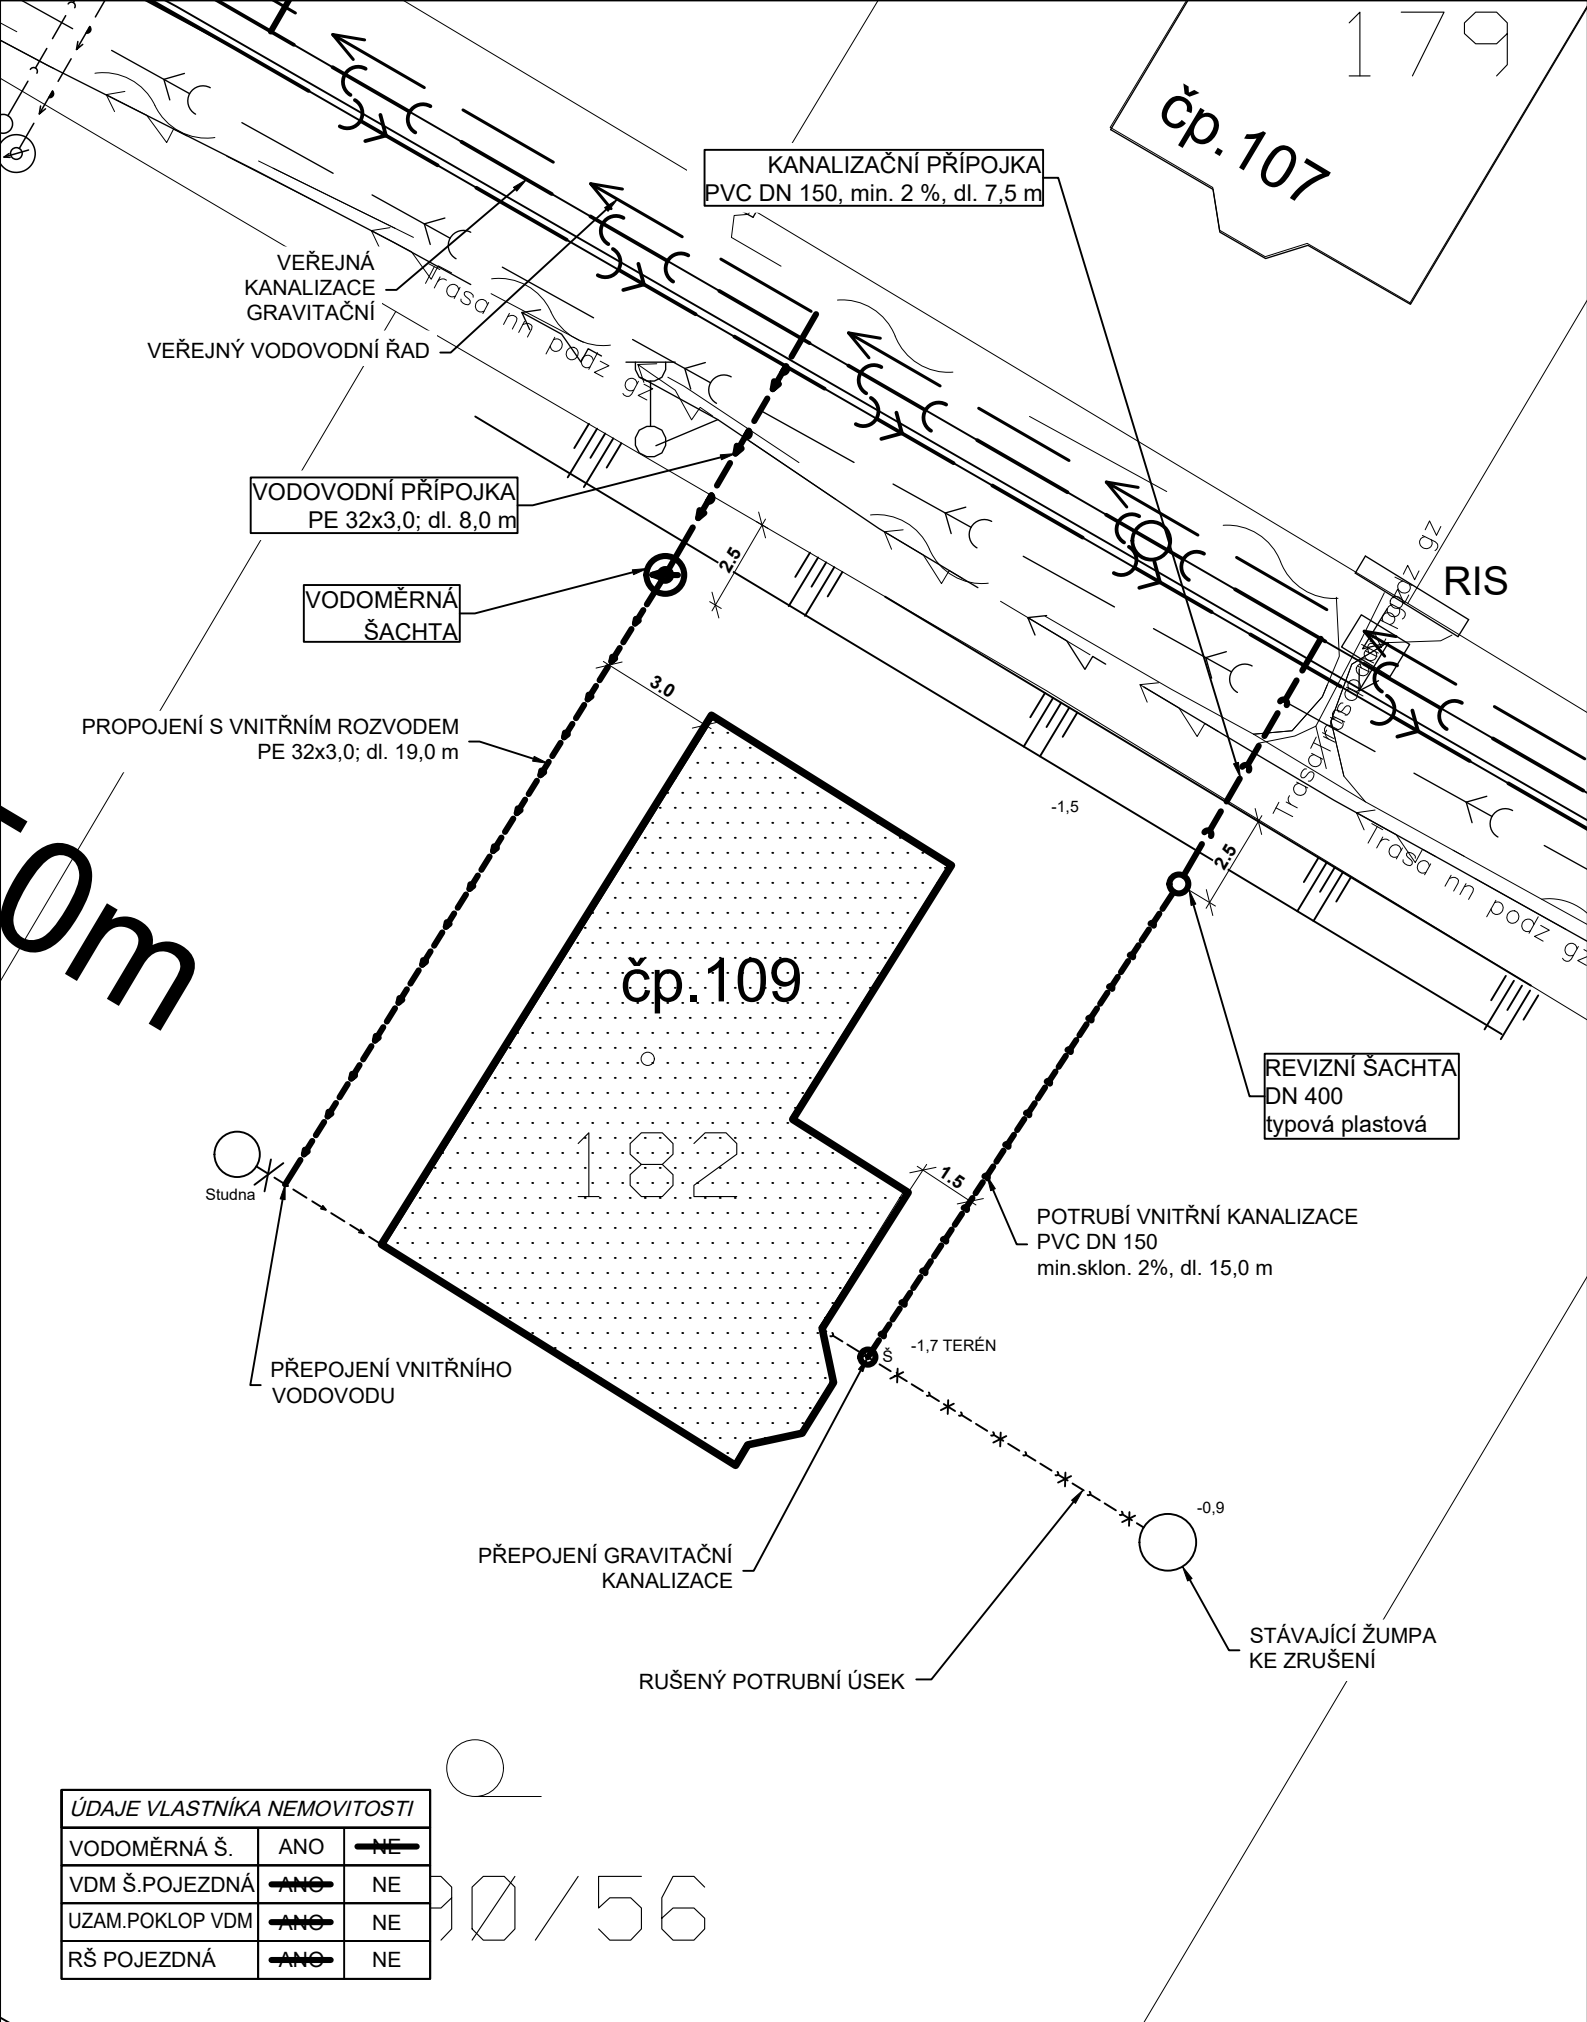 179
čp.107
KANALIZAČNÍ PŘÍPOJKA
PVC DN 150, min. 2 %, dl. 7,5 m
VEŘEJNÁ
KANALIZACE
GRAVITAČNÍ
VEŘEJNÝ VODOVODNÍ ŘAD
Trasa nn podz gz
VODOVODNÍ PŘÍPOJKA
PE 32x3,0; dl. 8,0 m
2.5
RIS
VODOMĚRNÁ
ŠACHTA
3.0
PROPOJENÍ S VNITŘNÍM ROZVODEM
PE 32x3,0; dl. 19,0 m
-1,5
2.5
Trasa nn podz gz
0m
čp.109
182
REVIZNÍ ŠACHTA
DN 400
typová plastová
Studna
1.5
POTRUBÍ VNITŘNÍ KANALIZACE
PVC DN 150
min.sklon. 2%, dl. 15,0 m
Š
-1,7 TERÉN
PŘEPOJENÍ VNITŘNÍHO
VODOVODU
-0,9
PŘEPOJENÍ GRAVITAČNÍ
KANALIZACE
STÁVAJÍCÍ ŽUMPA
KE ZRUŠENÍ
RUŠENÝ POTRUBNÍ ÚSEK
ÚDAJE VLASTNÍKA NEMOVITOSTI
VODOMĚRNÁ Š. ANO NE
VDM Š.POJEZDNÁ ANO NE
UZAM.POKLOP VDM ANO NE
RŠ POJEZDNÁ ANO NE
0/56